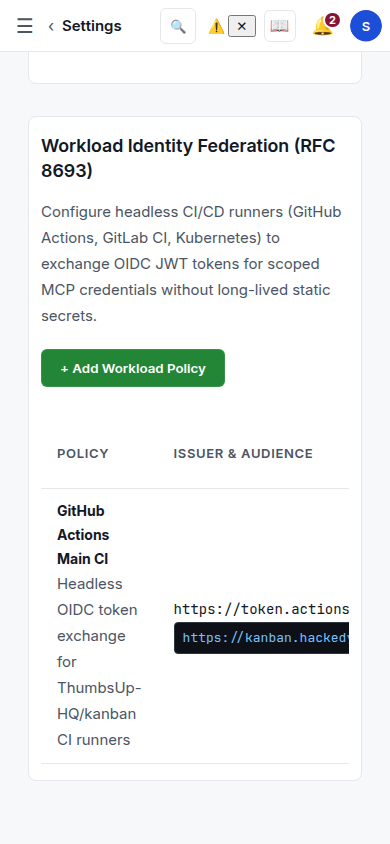 Settings
2
S
Workload Identity Federation (RFC
8693)
Configure headless CI/CD runners (GitHub
Actions, GitLab CI, Kubernetes) to
exchange OIDC JWT tokens for scoped
MCP credentials without long-lived static
secrets.
+ Add Workload Policy
POLICY
ISSUER & AUDIENCE
GitHub
Actions
Main CI
Headless
OIDC token
exchange
for
ThumbsUp-
HQ/kanban
CI runners
https://token.actions
https://kanban.hackedv